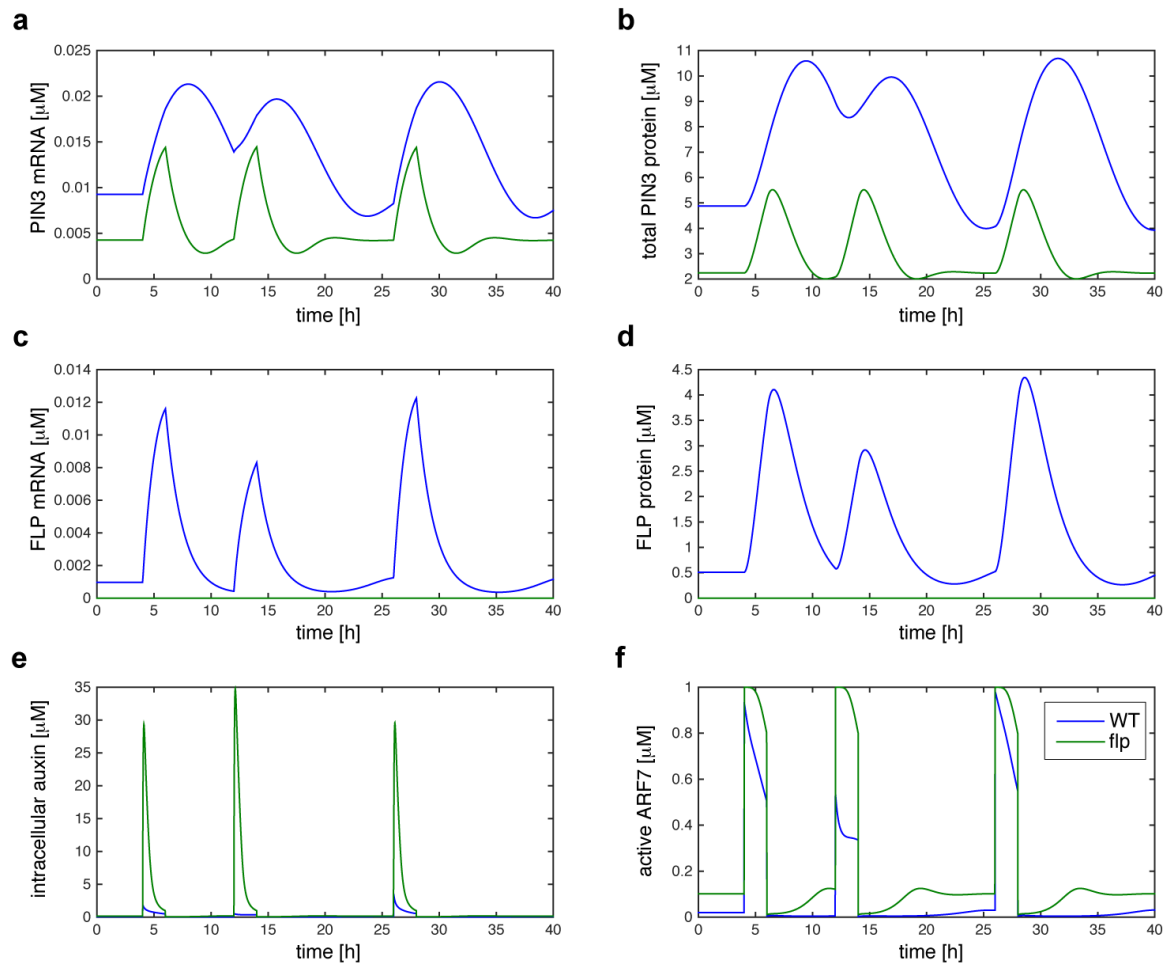 a
PIN3 mRNA [μM]
0.025
0.02
0.015
0.01
0.005
0
0 5 10 15 20 25 30 35 40
time [h]
b
total PIN3 protein [μM]
11
10
9
8
7
6
5
4
3
2
0 5 10 15 20 25 30 35 40
time [h]
c
FLP mRNA [μM]
0.014
0.012
0.01
0.008
0.006
0.004
0.002
0
0 5 10 15 20 25 30 35 40
time [h]
d
FLP protein [μM]
4.5
4
3.5
3
2.5
2
1.5
1
0.5
0
0 5 10 15 20 25 30 35 40
time [h]
e
intracellular auxin [μM]
35
30
25
20
15
10
5
0
0 5 10 15 20 25 30 35 40
time [h]
f
active ARF7 [μM]
1
0.8
0.6
0.4
0.2
0
0 5 10 15 20 25 30 35 40
time [h]
WT
flp